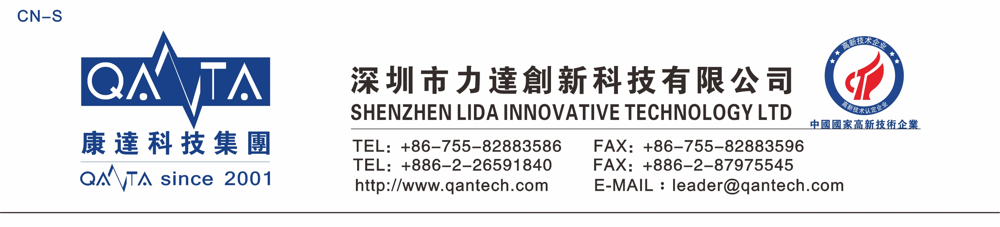 CN-S
QANTA
康達科技集團
QANTA since 2001
深圳市力達創新科技有限公司
SHENZHEN LIDA INNOVATIVE TECHNOLOGY LTD
高新技术企业
高新技术认定企业
中國國家高新技術企業
TEL: +86-755-82883586 FAX: +86-755-82883596
TEL: +886-2-26591840 FAX: +886-2-87975545
http://www.qantech.com E-MAIL：leader@qantech.com